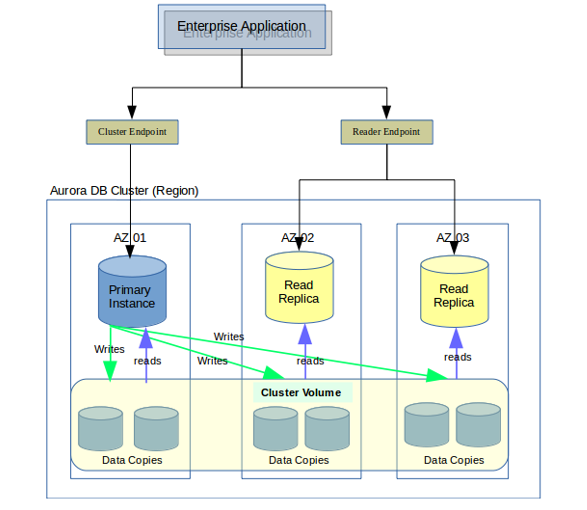 Enterprise Application
Enterprise Application
Cluster Endpoint
Reader Endpoint
Aurora DB Cluster (Region)
AZ 01
AZ 02
AZ 03
Primary
Instance
Read
Replica
Read
Replica
Writes
reads
Writes
Writes
reads
reads
Cluster Volume
Data Copies
Data Copies
Data Copies